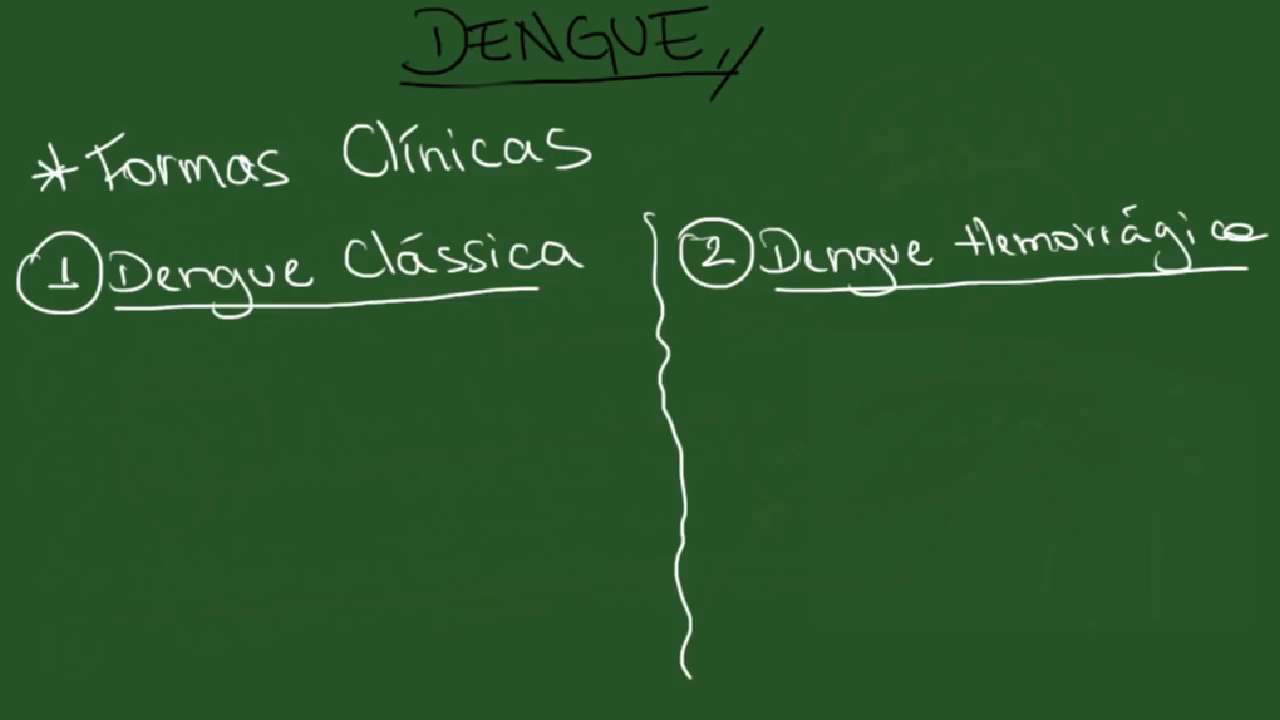 DENGUE,,
* Formas Clínicas
1 Dengue Clássica
2 Dengue Hemorrágica